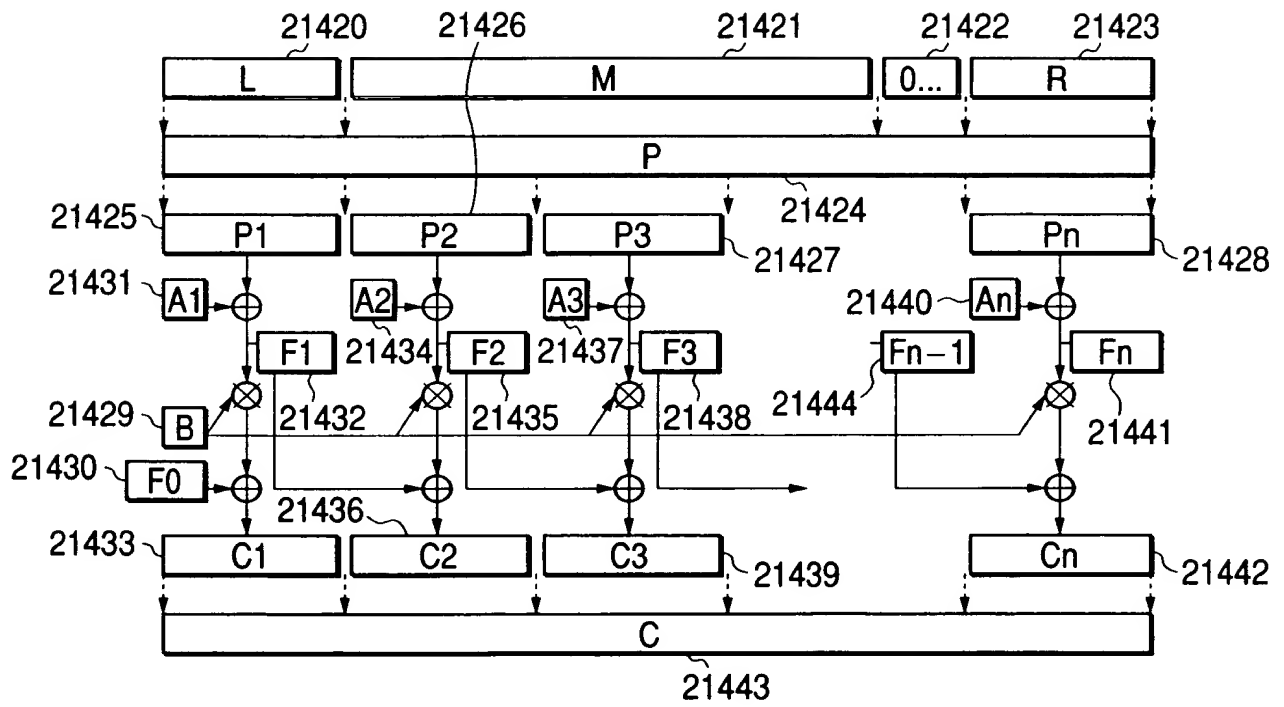 21420 21426 21421 21422 21423
L M 0... R
P
21424
21425 P1 P2 P3 21427 Pn 21428
21431 A1 A2 A3 21440 An
21434 21437
F1 F2 F3 Fn-1 Fn
21429 B 21432 21435 21438 21444 21441
21430 F0
21436
21433 C1 C2 C3 21439 Cn 21442
C
21443